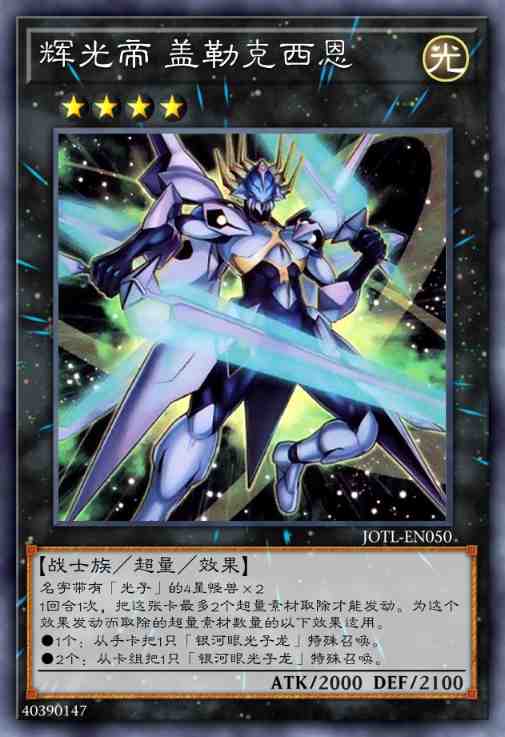 辉光帝 盖勒克西恩
光
JOTL-EN050
【战士族／超量／效果】
名字带有「光子」的4星怪兽×2
1回合1次，把这张卡最多2个超量素材取除才能发动。为这个
效果发动而取除的超量素材数量的以下效果适用。
●1个：从手卡把1只「银河眼光子龙」特殊召唤。
●2个：从卡组把1只「银河眼光子龙」特殊召唤。
ATK/2000 DEF/2100
40390147